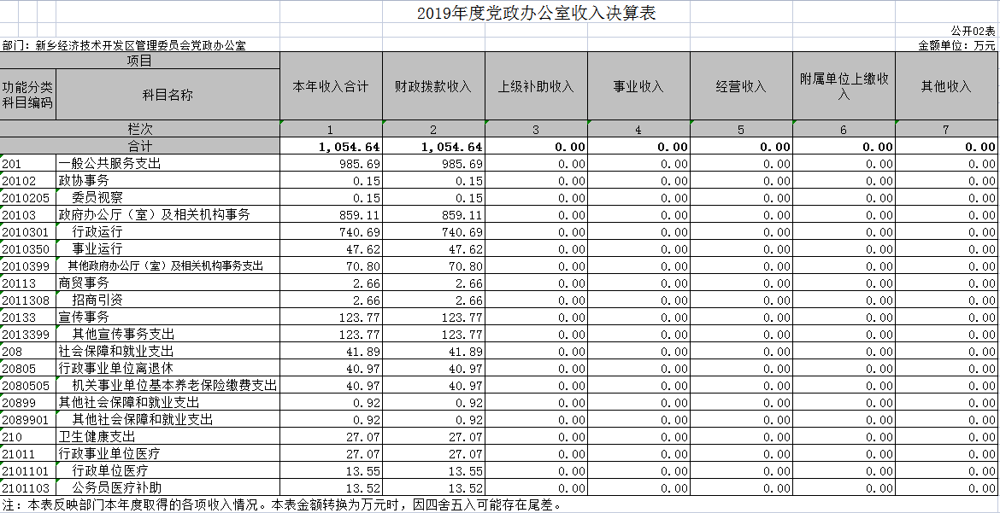 2019年度党政办公室收入决算表
公开02表
部门：新乡经济技术开发区管理委员会党政办公室 金额单位：万元
项目 本年收入合计 财政拨款收入 上级补助收入 事业收入 经营收入 附属单位上缴收入 其他收入
功能分类科目编码 科目名称
栏次 1 2 3 4 5 6 7
合计 1,054.64 1,054.64 0.00 0.00 0.00 0.00 0.00
201 一般公共服务支出 985.69 985.69 0.00 0.00 0.00 0.00 0.00
20102 政协事务 0.15 0.15 0.00 0.00 0.00 0.00 0.00
2010205 委员视察 0.15 0.15 0.00 0.00 0.00 0.00 0.00
20103 政府办公厅（室）及相关机构事务 859.11 859.11 0.00 0.00 0.00 0.00 0.00
2010301 行政运行 740.69 740.69 0.00 0.00 0.00 0.00 0.00
2010350 事业运行 47.62 47.62 0.00 0.00 0.00 0.00 0.00
2010399 其他政府办公厅（室）及相关机构事务支出 70.80 70.80 0.00 0.00 0.00 0.00 0.00
20113 商贸事务 2.66 2.66 0.00 0.00 0.00 0.00 0.00
2011308 招商引资 2.66 2.66 0.00 0.00 0.00 0.00 0.00
20133 宣传事务 123.77 123.77 0.00 0.00 0.00 0.00 0.00
2013399 其他宣传事务支出 123.77 123.77 0.00 0.00 0.00 0.00 0.00
208 社会保障和就业支出 41.89 41.89 0.00 0.00 0.00 0.00 0.00
20805 行政事业单位离退休 40.97 40.97 0.00 0.00 0.00 0.00 0.00
2080505 机关事业单位基本养老保险缴费支出 40.97 40.97 0.00 0.00 0.00 0.00 0.00
20899 其他社会保障和就业支出 0.92 0.92 0.00 0.00 0.00 0.00 0.00
2089901 其他社会保障和就业支出 0.92 0.92 0.00 0.00 0.00 0.00 0.00
210 卫生健康支出 27.07 27.07 0.00 0.00 0.00 0.00 0.00
21011 行政事业单位医疗 27.07 27.07 0.00 0.00 0.00 0.00 0.00
2101101 行政单位医疗 13.55 13.55 0.00 0.00 0.00 0.00 0.00
2101103 公务员医疗补助 13.52 13.52 0.00 0.00 0.00 0.00 0.00
注：本表反映部门本年度取得的各项收入情况。本表金额转换为万元时，因四舍五入可能存在尾差。